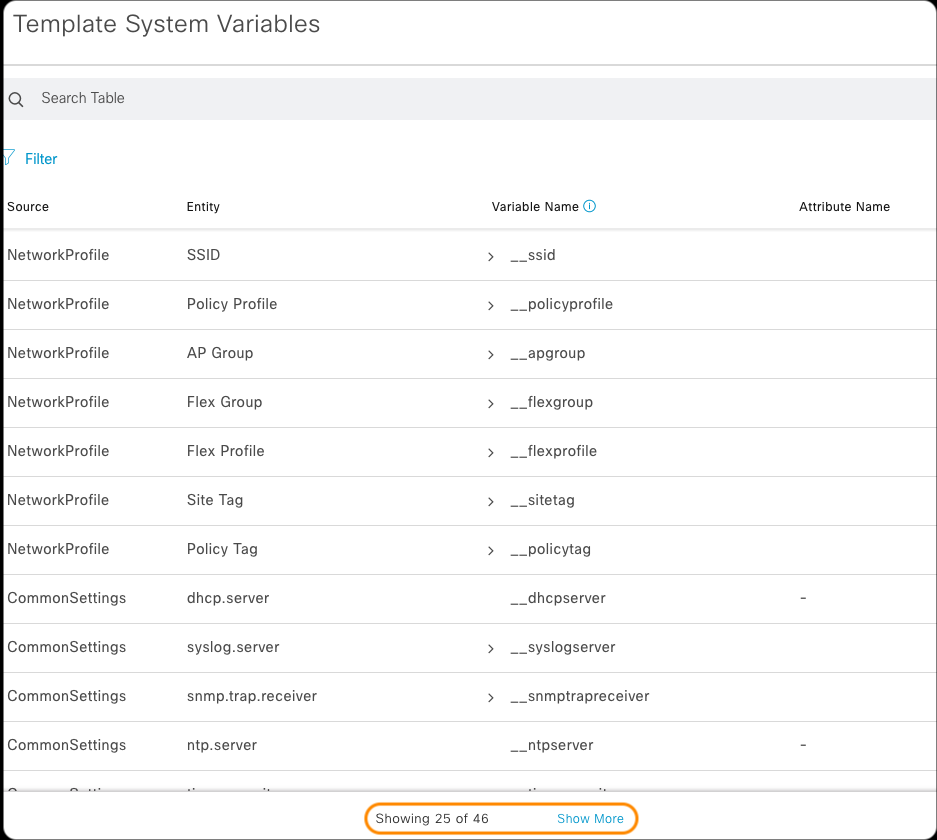 Template System Variables
Search Table
Filter
Source Entity Variable Name Attribute Name
NetworkProfile SSID __ssid
NetworkProfile Policy Profile __policyprofile
NetworkProfile AP Group __apgroup
NetworkProfile Flex Group __flexgroup
NetworkProfile Flex Profile __flexprofile
NetworkProfile Site Tag __sitetag
NetworkProfile Policy Tag __policytag
CommonSettings dhcp.server __dhcpserver -
CommonSettings syslog.server __syslogserver
CommonSettings snmp.trap.receiver __snmptrapreceiver
CommonSettings ntp.server __ntpserver -
Showing 25 of 46 Show More